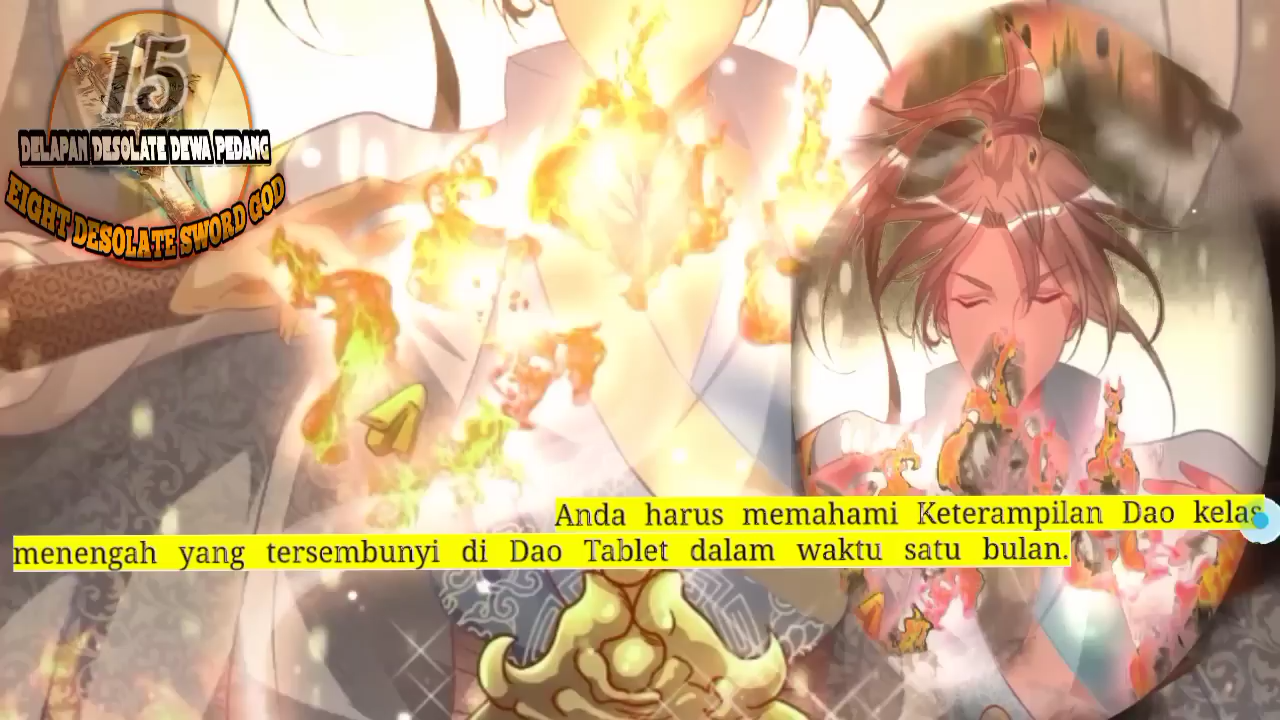 15
DELAPAN DESOLATE DEWA PEDANG
EIGHT DESOLATE SWORD GOD
Anda harus memahami Keterampilan Dao kelas
menengah yang tersembunyi di Dao Tablet dalam waktu satu bulan.